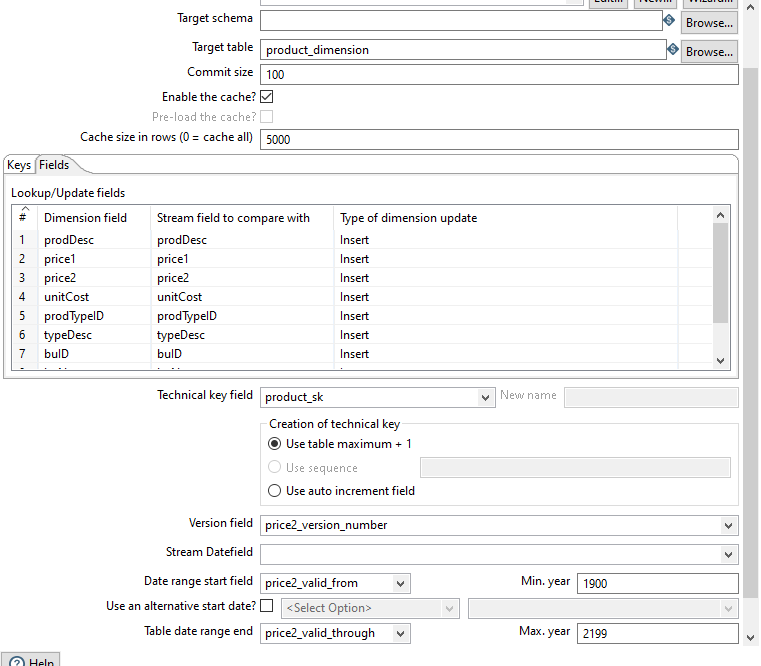 Edit... New... Wizard...
Target schema Browse...
Target table product_dimension Browse...
Commit size 100
Enable the cache?
Pre-load the cache?
Cache size in rows (0 = cache all) 5000
Keys Fields
Lookup/Update fields
# Dimension field Stream field to compare with Type of dimension update
1 prodDesc prodDesc Insert
2 price1 price1 Insert
3 price2 price2 Insert
4 unitCost unitCost Insert
5 prodTypeID prodTypeID Insert
6 typeDesc typeDesc Insert
7 buID buID Insert
Technical key field product_sk New name
Creation of technical key
Use table maximum + 1
Use sequence
Use auto increment field
Version field price2_version_number
Stream Datefield
Date range start field price2_valid_from Min. year 1900
Use an alternative start date? <Select Option>
Table date range end price2_valid_through Max. year 2199
Help